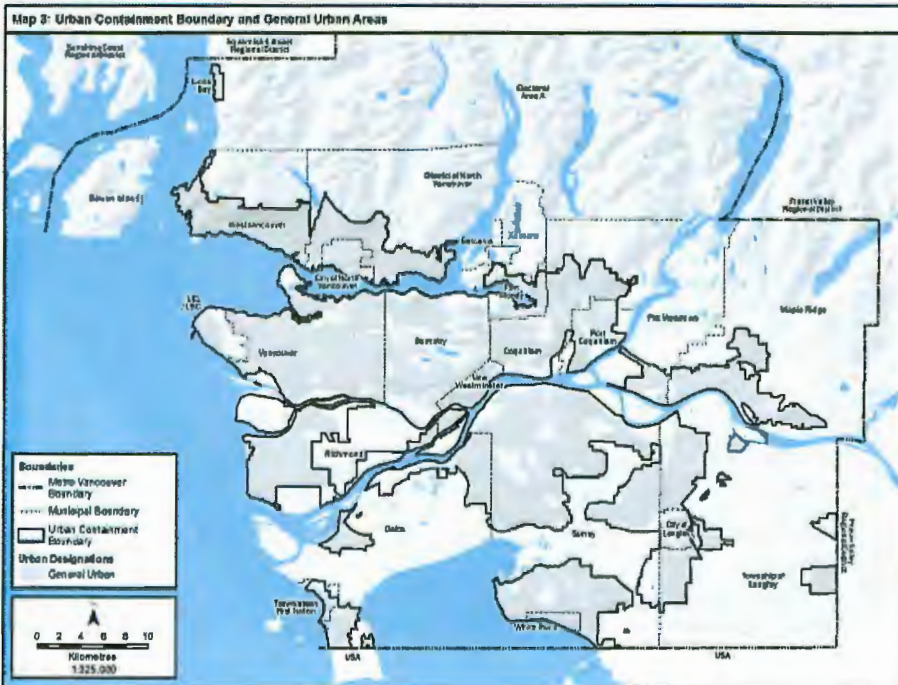 Map 3: Urban Containment Boundary and General Urban Areas
Sunshine Coast
Regional District
Squamish-Lillooet
Regional District
Lions
Bay
Electoral
Area A
Bowen Island
District of North
Vancouver
Fraser Valley
Regional District
West Vancouver
Belcarra
Anmore
City of North
Vancouver
Port
Moody
Pitt Meadows
Maple Ridge
Vancouver
Burnaby
Coquitlam
Port
Coquitlam
New
Westminster
Richmond
Delta
Surrey
City of
Langley
Township of
Langley
Fraser Valley
Regional District
Tsawwassen
First Nation
White Rock
USA
USA
Boundaries
Metro Vancouver
Boundary
Municipal Boundary
Urban Containment
Boundary
Urban Designations
General Urban
0 2 4 6 8 10
Kilometres
1:325,000